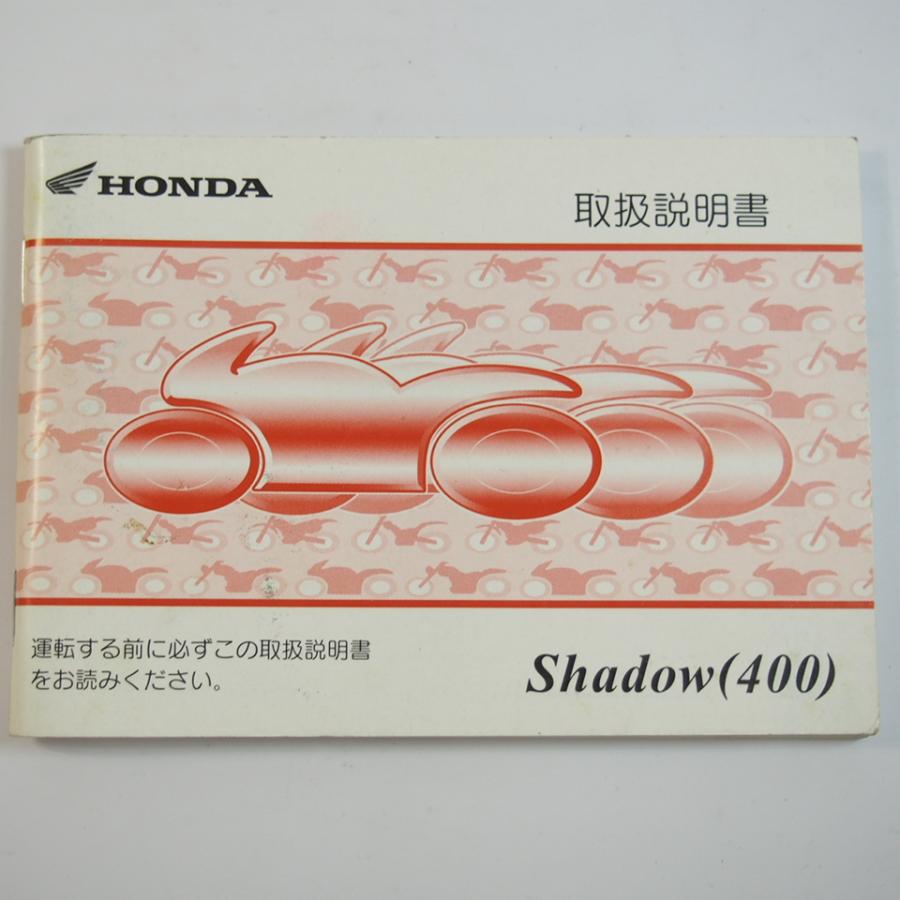 HONDA
取扱説明書
運転する前に必ずこの取扱説明書
をお読みください。
Shadow(400)